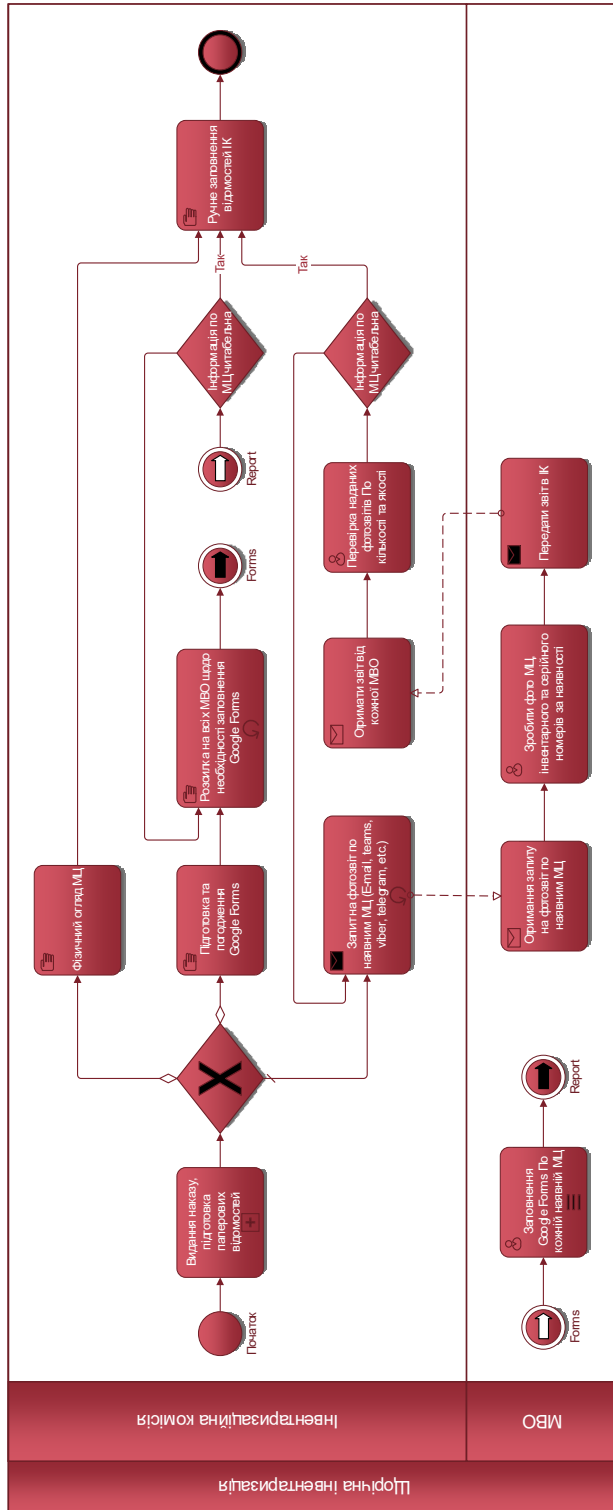 Щорічна інвентаризація
Інвентаризаційна комісія
Початок
Видання наказу,
підготовка
паперових
відмостей
Фізичний огляд МЦ
Підготовка та
погодження
Google Forms
Розсилка на всіх МВО щодо
необхідності заповнення
Google Forms
Forms
Report
Інформація по
МЦ читабельна
Так
Ручне заповнення
відмостей ІК
Запит на фотозвіт по
наявним МЦ (E-mail, teams,
viber, telegram, etc.)
Отримати звіт від
кожної МВО
Перевірка наданих
фотозвітів По
кількості та якості
Інформація по
МЦ читабельна
Так
МВО
Forms
Заповнення
Google Forms По
кожній наявній МЦ
Report
Отримання запиту
на фотозвіт по
наявним МЦ
Зробити фото МЦ,
інвентарного та серійного
номерів за наявності
Передати звіт в ІК